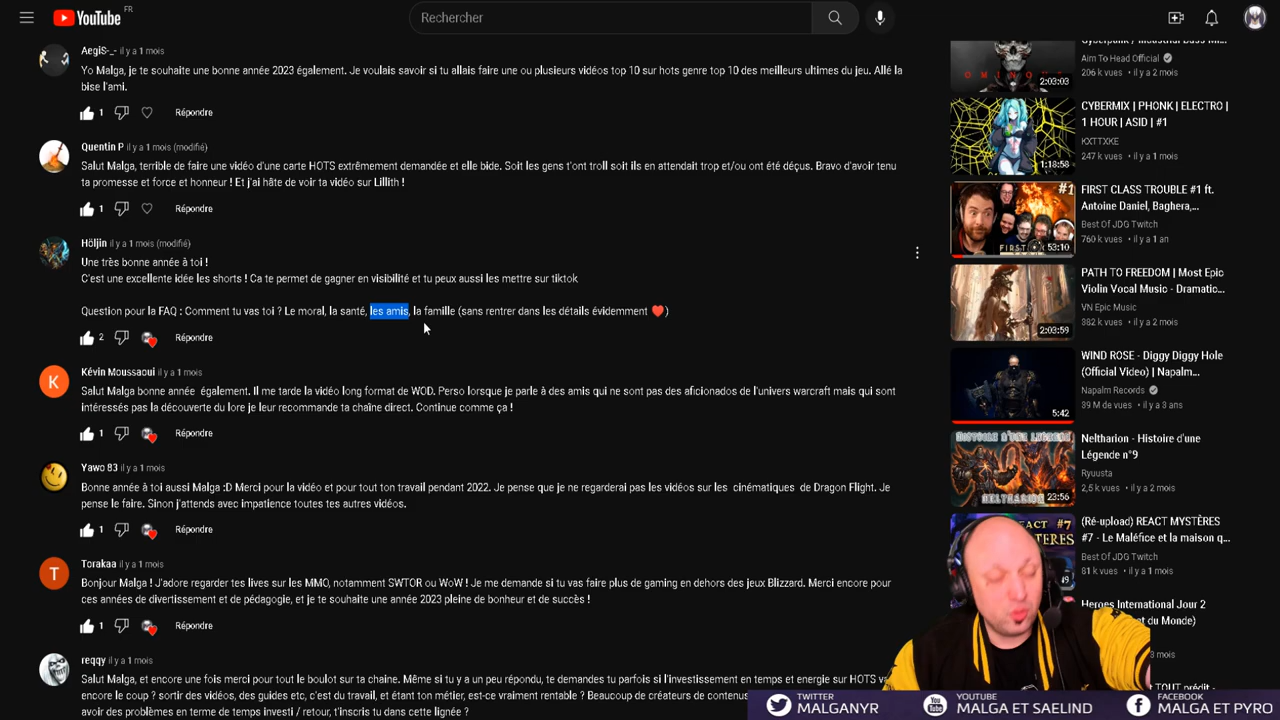 YouTube FR
Rechercher
AegiS-_- il y a 1 mois
Yo Malga, je te souhaite une bonne année 2023 également. Je voulais savoir si tu allais faire une ou plusieurs vidéos top 10 sur hots genre top 10 des meilleurs ultimes du jeu. Allé la
bise l'ami.
1 Répondre
Quentin P il y a 1 mois (modifié)
Salut Malga, terrible de faire une vidéo d'une carte HOTS extrêmement demandée et elle bide. Soit les gens t'ont troll soit ils en attendait trop et/ou ont été déçus. Bravo d'avoir tenu
ta promesse et force et honneur ! Et j'ai hâte de voir ta vidéo sur Lillith !
1 Répondre
Höljin il y a 1 mois (modifié)
Une très bonne année à toi !
C'est une excellente idée les shorts ! Ca te permet de gagner en visibilité et tu peux aussi les mettre sur tiktok
Question pour la FAQ : Comment tu vas toi ? Le moral, la santé, les amis, la famille (sans rentrer dans les détails évidemment ❤)
2 Répondre
K
Kévin Moussaoui il y a 1 mois
Salut Malga bonne année également. Il me tarde la vidéo long format de WOD. Perso lorsque je parle à des amis qui ne sont pas des aficionados de l'univers warcraft mais qui sont
intéressés pas la découverte du lore je leur recommande ta chaîne direct. Continue comme ça !
1 Répondre
Yawo 83 il y a 1 mois
Bonne année à toi aussi Malga :D Merci pour la vidéo et pour tout ton travail pendant 2022. Je pense que je ne regarderai pas les vidéos sur les cinématiques de Dragon Flight. Je
pense le faire. Sinon j'attends avec impatience toutes tes autres vidéos.
1 Répondre
T
Torakaa il y a 1 mois
Bonjour Malga ! J'adore regarder tes lives sur les MMO, notamment SWTOR ou WoW ! Je me demande si tu vas faire plus de gaming en dehors des jeux Blizzard. Merci encore pour
ces années de divertissement et de pédagogie, et je te souhaite une année 2023 pleine de bonheur et de succès !
1 Répondre
reqqy il y a 1 mois
Salut Malga, et encore une fois merci pour tout le boulot sur ta chaine. Même si tu y a un peu répondu, te demandes tu parfois si l'investissement en temps et energie sur HOTS va
encore le coup ? sortir des vidéos, des guides etc, c'est du travail, et étant ton métier, est-ce vraiment rentable ? Beaucoup de créateurs de contenus
avoir des problèmes en terme de temps investi / retour, t'inscris tu dans cette lignée ?
OMINOUS
2:03:03
Aim To Head Official
206 k vues • il y a 2 mois
1:18:58
CYBERMIX | PHONK | ELECTRO |
1 HOUR | ASID | #1
KXTTXKE
247 k vues • il y a 1 mois
#1
53:10
FIRST CLASS TROUBLE #1 ft.
Antoine Daniel, Baghera,...
Best Of JDG Twitch
760 k vues • il y a 1 an
2:03:59
PATH TO FREEDOM | Most Epic
Violin Vocal Music - Dramatic...
VN Epic Music
31 k vues • il y a 2 mois
5:42
WIND ROSE - Diggy Diggy Hole
(Official Video) | Napalm...
Napalm Records
39 M de vues • il y a 3 ans
HISTOIRE D'UNE LEGENDE
NELTHARION
23:56
Neltharion - Histoire d'une
Légende n°9
Ryuusta
2,5 k vues • il y a 2 mois
REACT #7
(Ré-upload) REACT MYSTÈRES
#7 - Le Maléfice et la maison q...
Best Of JDG Twitch
81 k vues • il y a 1 mois
Heroes International Jour 2
du Monde)
TOUT prédit -
TWITTER
MALGANYR
YOUTUBE
MALGA ET SAELIND
FACEBOOK
MALGA ET PYRO